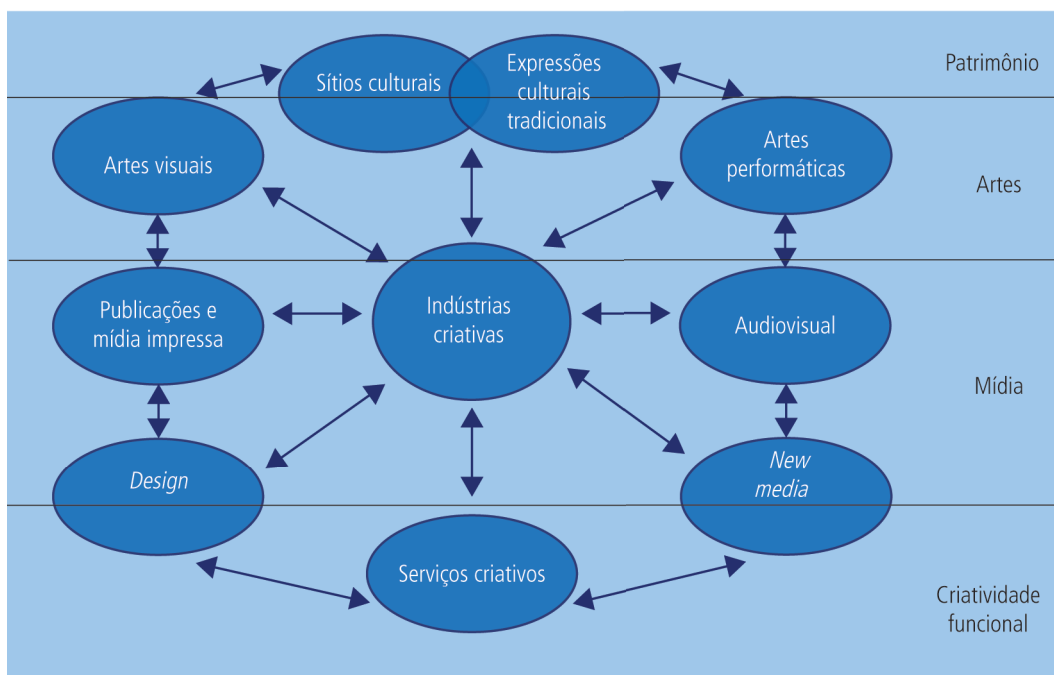 Patrimônio
Sítios culturais
Expressões
culturais
tradicionais
Artes visuais
Artes
performáticas
Artes
Publicações e
mídia impressa
Indústrias
criativas
Audiovisual
Mídia
Design
New
media
Serviços criativos
Criatividade
funcional